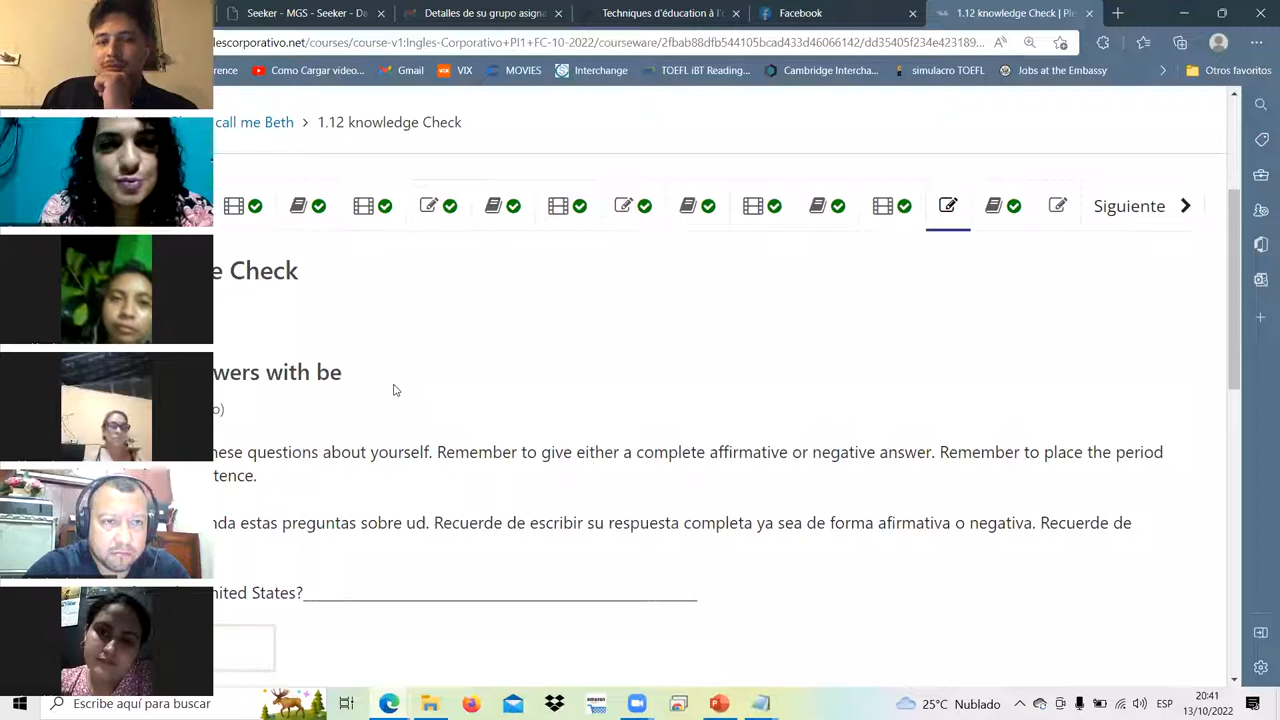 Seeker - MGS - Seeker - Da
Detalles de su grupo asigna
Techniques d'éducation à l'
Facebook
1.12 knowledge Check | Ple
lescorporativo.net/courses/course-v1:Ingles-Corporativo+PI1+FC-10-2022/courseware/2fbab88dfb544105bcad433d46066142/dd35405f234e423189...
rence
Como Cargar vídeo...
Gmail
VIX
MOVIES
Interchange
TOEFL iBT Reading...
Cambridge Intercha...
simulacro TOEFL
Jobs at the Embassy
Otros favoritos
call me Beth > 1.12 knowledge Check
Siguiente
e Check
wers with be
o)
hese questions about yourself. Remember to give either a complete affirmative or negative answer. Remember to place the period
tence.
nda estas preguntas sobre ud. Recuerde de escribir su respuesta completa ya sea de forma afirmativa o negativa. Recuerde de
nited States?
Escribe aquí para buscar
25°C Nublado
ESP
20:41
13/10/2022